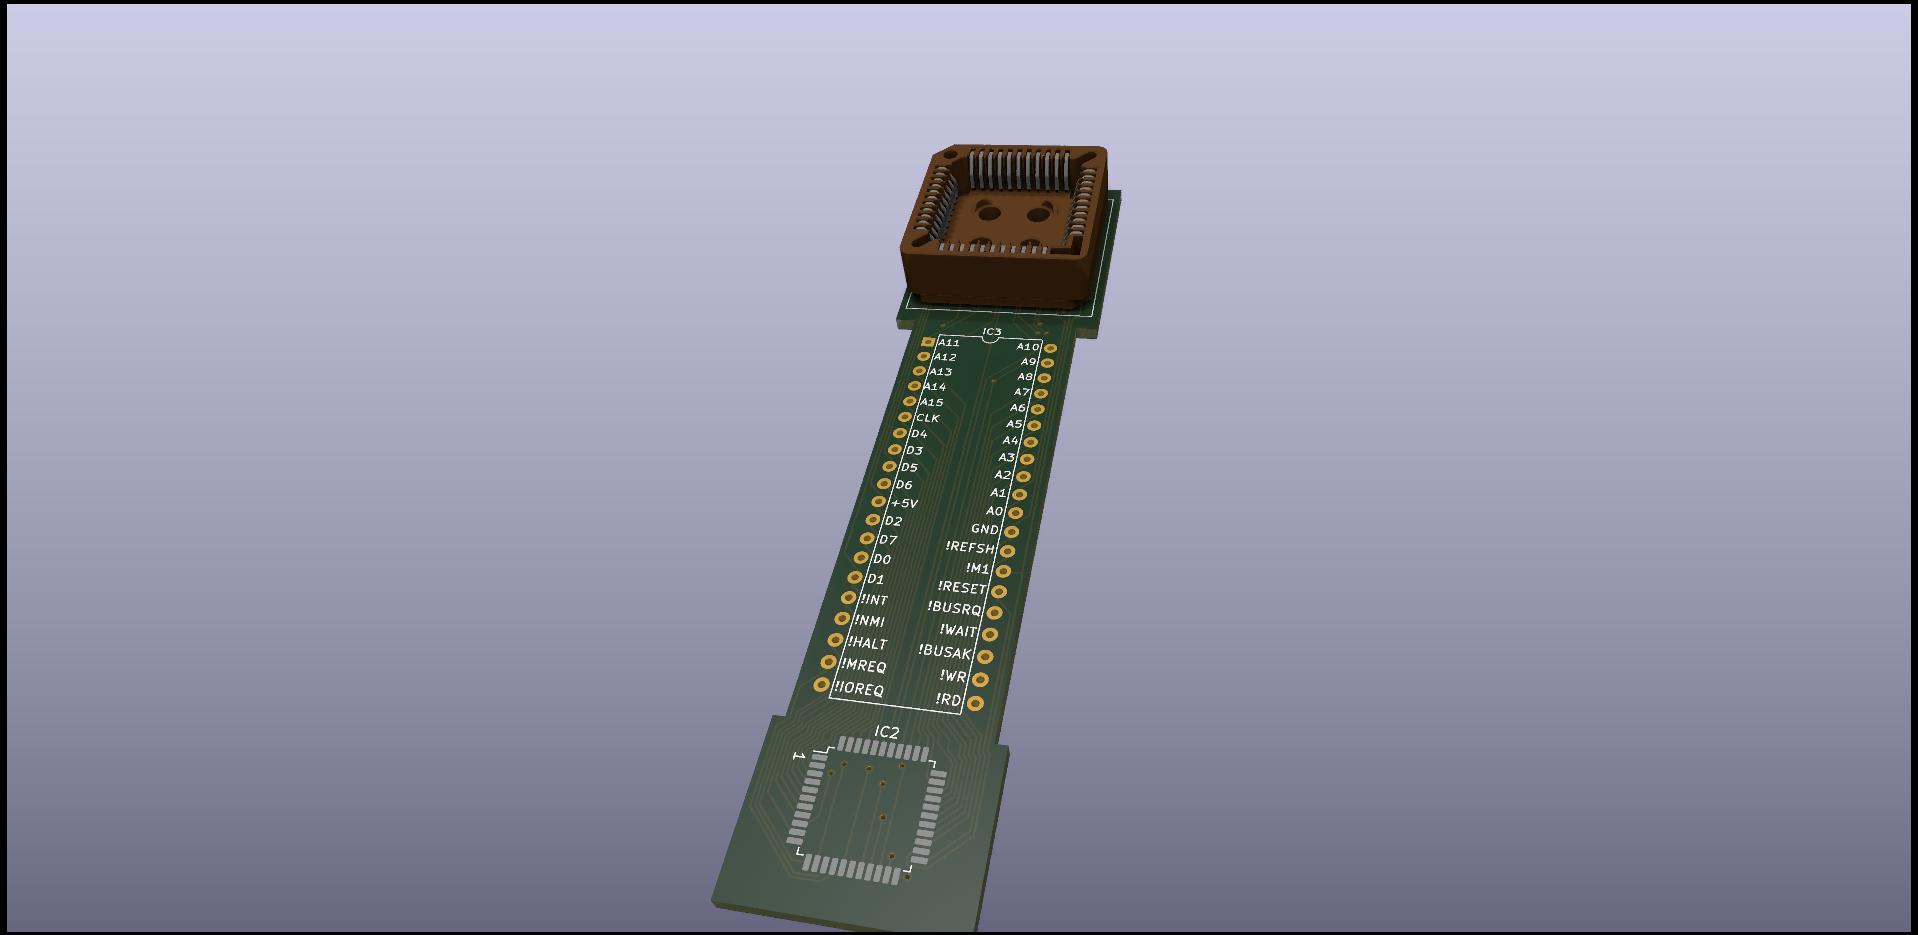 IC3
A11 A10
A12 A9
A13 A8
A14 A7
A15 A6
CLK A5
D4 A4
D3 A3
D5 A2
D6 A1
+5V A0
D2 GND
D7 !REFSH
D0 !M1
D1 !RESET
!INT !BUSRQ
!NMI !WAIT
!HALT !BUSAK
!MREQ !WR
!IOREQ !RD
IC2
1